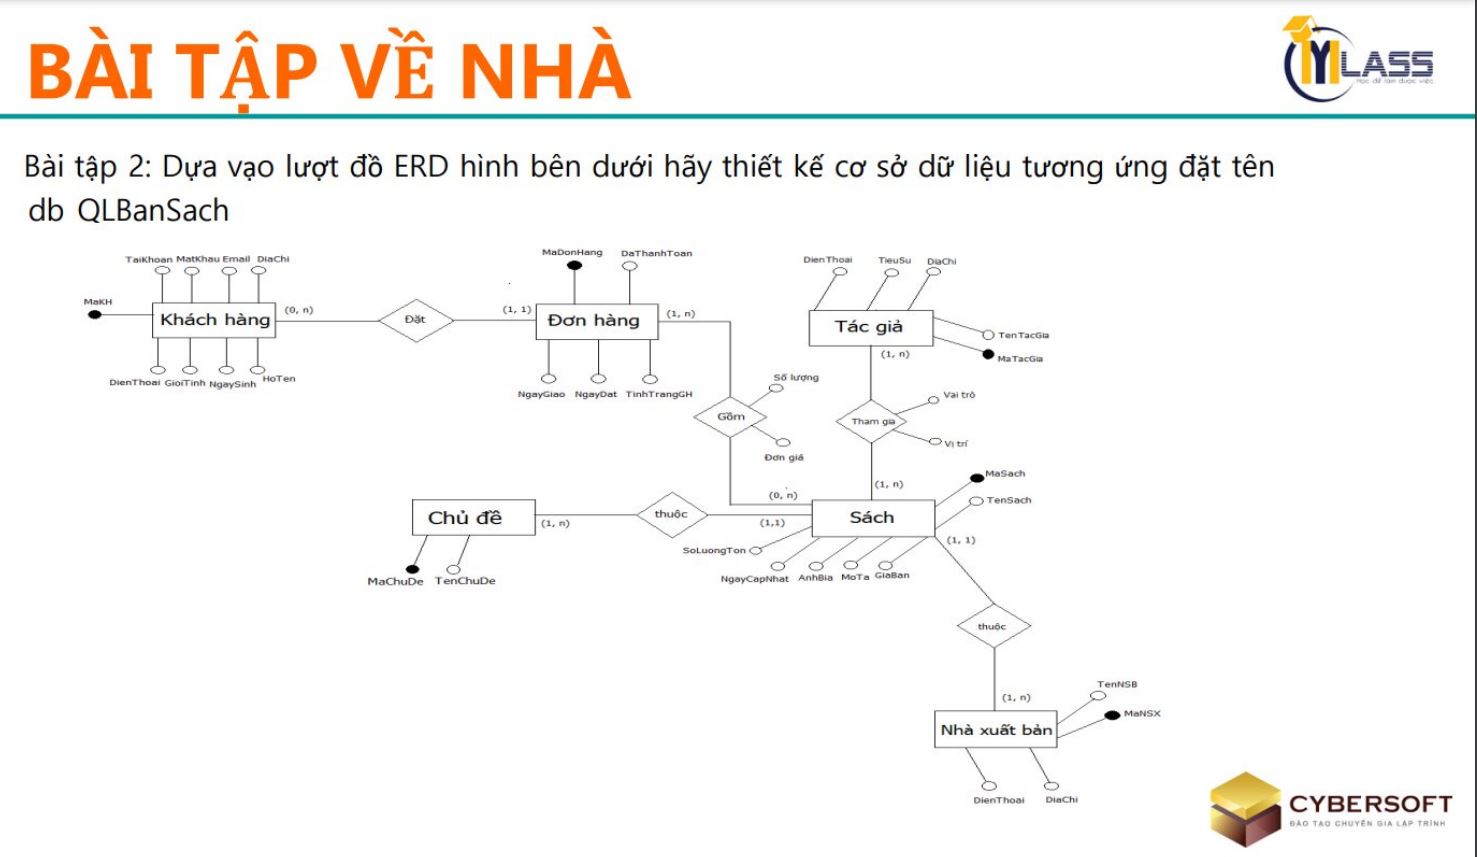 BÀI TẬP VỀ NHÀ
LASS
Học để làm được việc
Bài tập 2: Dựa vạo lượt đồ ERD hình bên dưới hãy thiết kế cơ sở dữ liệu tương ứng đặt tên
db QLBanSach
MaDonHang DaThanhToan
TaiKhoan MatKhau Email DiaChi
DienThoai TieuSu DiaChi
MaKH
Khách hàng (0, n) Đặt (1, 1) Đơn hàng (1, n)
Tác giả
TenTacGia
(1, n)
MaTacGia
DienThoai GioiTinh NgaySinh HoTen
Số lượng
NgayGiao NgayDat TinhTrangGH
Vai trò
Gồm
Tham gia
Vị trí
Đơn giá
MaSach
(1, n)
(0, n)
TenSach
Chủ đề (1, n) thuộc (1,1) Sách
(1, 1)
SoLuongTon
MaChuDe TenChuDe
NgayCapNhat AnhBia MoTa GiaBan
thuộc
TenNSB
(1, n)
MaNSX
Nhà xuất bản
DienThoai DiaChi
CYBERSOFT
ĐÀO TẠO CHUYÊN GIA LẬP TRÌNH